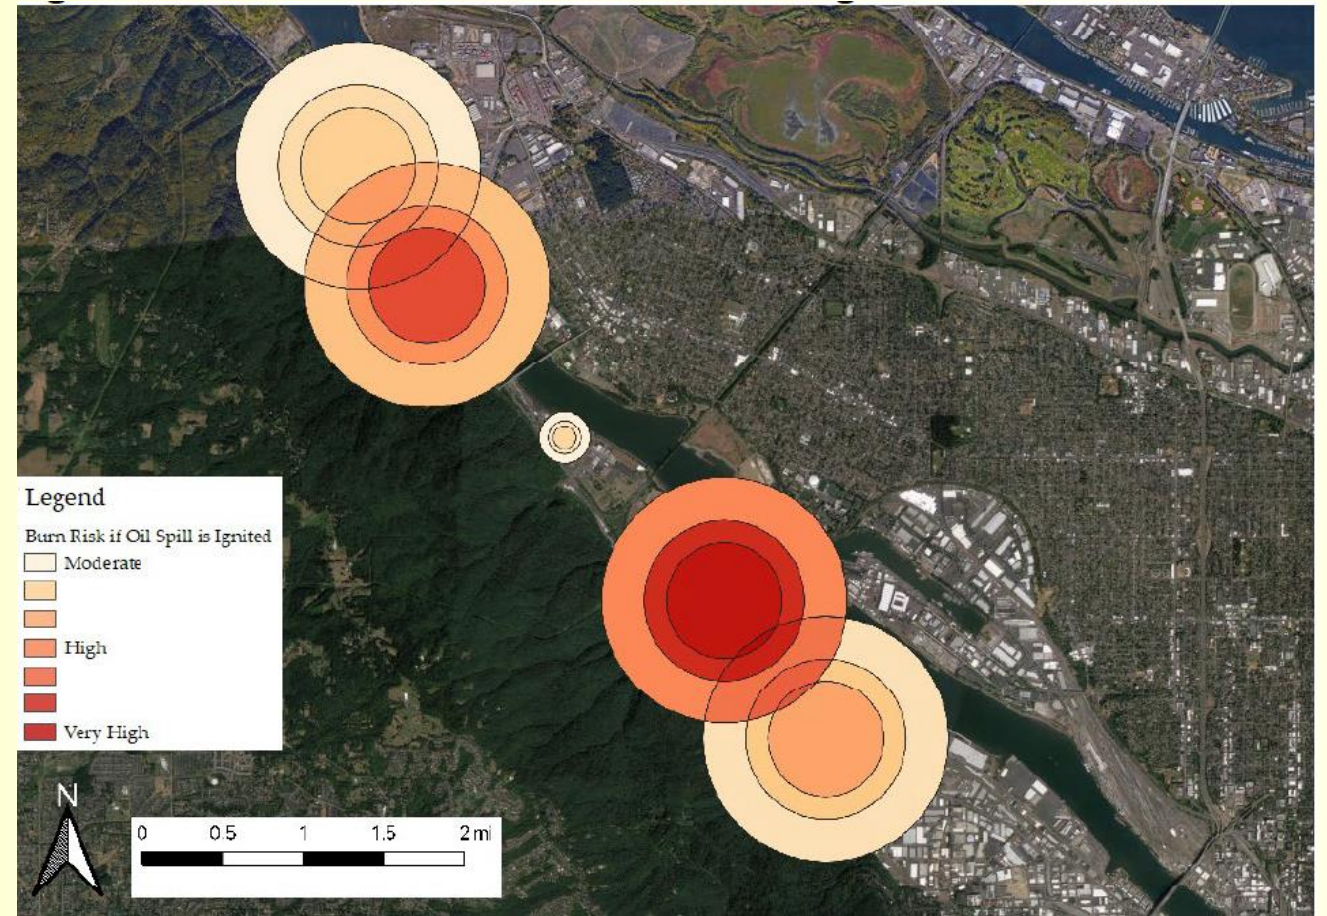 Legend
Burn Risk if Oil Spill is Ignited
Moderate
High
Very High
N
0 0.5 1 1.5 2 mi